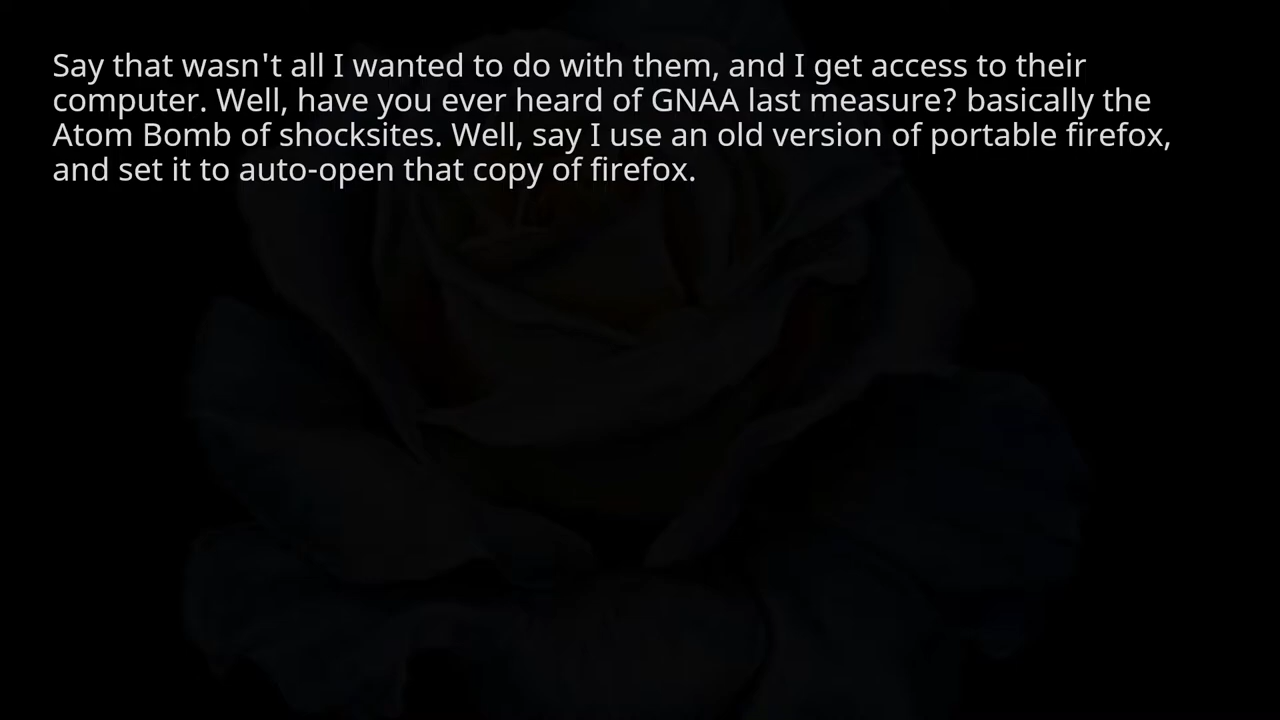 Say that wasn't all I wanted to do with them, and I get access to their
computer. Well, have you ever heard of GNAA last measure? basically the
Atom Bomb of shocksites. Well, say I use an old version of portable firefox,
and set it to auto-open that copy of firefox.